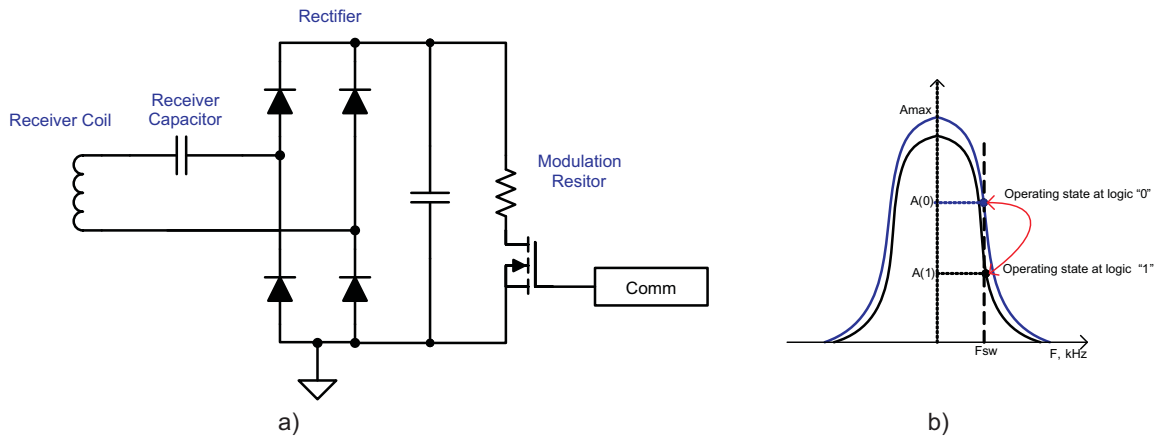 Rectifier
Receiver
Capacitor
Receiver Coil
Modulation
Resitor
Comm
a)
Amax
A(0)
Operating state at logic “0”
A(1)
Operating state at logic “1”
Fsw
F, kHz
b)